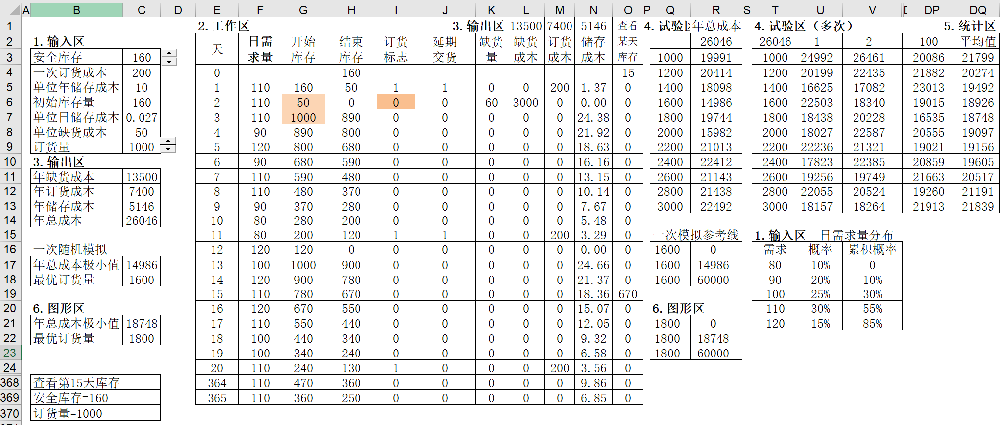 A B C D E F G H I J K L M N O P Q R S T U V DP DQ
1 2.工作区 3.输出区 13500 7400 5146 查看 4.试验区 年总成本 4.试验区（多次） 5.统计区
2 1.输入区 天 日需求量 开始库存 结束库存 订货标志 延期交货 缺货量 缺货成本 订货成本 储存成本 某天库存 26046 26046 1 2 100 平均值
3 安全库存 160 1000 19991 1000 24992 26461 20086 21799
4 一次订货成本 200 0 160 15 1200 20414 1200 20199 22435 21882 20274
5 单位年储存成本 10 1 110 160 50 1 1 0 0 200 1.37 0 1400 18098 1400 16625 17082 23013 19492
6 初始库存量 160 2 110 50 0 0 0 60 3000 0 0.00 0 1600 14986 1600 22503 18340 19015 18926
7 单位日储存成本 0.027 3 110 1000 890 0 0 0 0 0 24.38 0 1800 19744 1800 18438 20228 16535 18748
8 单位缺货成本 50 4 90 890 800 0 0 0 0 0 21.92 0 2000 15982 2000 18027 22587 20555 19097
9 订货量 1000 5 120 800 680 0 0 0 0 0 18.63 0 2200 21013 2200 22236 21321 19021 19156
10 3.输出区 6 90 680 590 0 0 0 0 0 16.16 0 2400 22412 2400 17823 22385 20859 19605
11 年缺货成本 13500 7 110 590 480 0 0 0 0 0 13.15 0 2600 21143 2600 19256 19749 21663 20517
12 年订货成本 7400 8 110 480 370 0 0 0 0 0 10.14 0 2800 21438 2800 22055 20524 19260 21191
13 年储存成本 5146 9 90 370 280 0 0 0 0 0 7.67 0 3000 22492 3000 18157 18264 21913 21839
14 年总成本 26046 10 80 280 200 0 0 0 0 0 5.48 0
15 11 80 200 120 1 1 0 0 200 3.29 0 一次模拟参考线 1.输入区—日需求量分布
16 一次随机模拟 12 120 120 0 0 0 0 0 0 0.00 0 1600 0 需求 概率 累积概率
17 年总成本极小值 14986 13 100 1000 900 0 0 0 0 0 24.66 0 1600 14986 80 10% 0
18 最优订货量 1600 14 120 900 780 0 0 0 0 0 21.37 0 1600 60000 90 20% 10%
19 15 110 780 670 0 0 0 0 0 18.36 670 100 25% 30%
20 6.图形区 16 120 670 550 0 0 0 0 0 15.07 0 6.图形区 110 30% 55%
21 年总成本极小值 18748 17 110 550 440 0 0 0 0 0 12.05 0 1800 0 120 15% 85%
22 最优订货量 1800 18 100 440 340 0 0 0 0 0 9.32 0 1800 18748
23 19 100 340 240 0 0 0 0 0 6.58 0 1800 60000
24 20 110 240 130 1 0 0 0 200 3.56 0
368 查看第15天库存 364 110 470 360 0 0 0 0 0 9.86 0
369 安全库存=160 365 110 360 250 0 0 0 0 0 6.85 0
370 订货量=1000